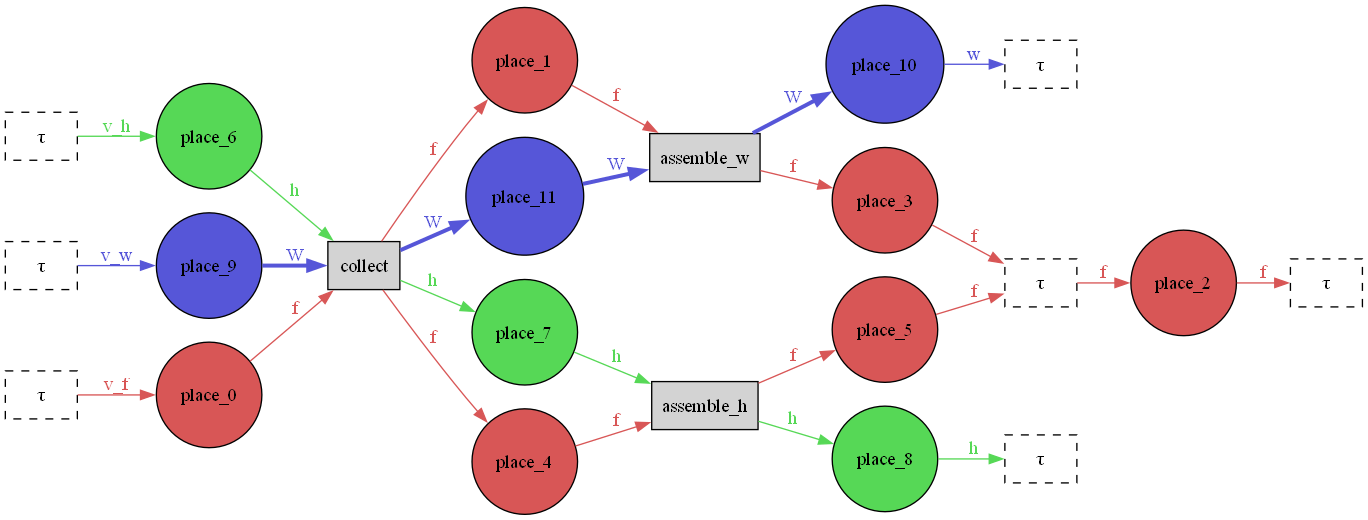 place_1
place_10
w
τ
f
W
τ
v_h
place_6
assemble_w
h
f
W
f
place_11
W
place_3
f
τ
v_w
place_9
W
collect
W
h
τ
f
place_2
f
τ
f
place_7
h
f
place_5
f
f
τ
v_f
place_0
assemble_h
f
h
place_4
place_8
h
τ